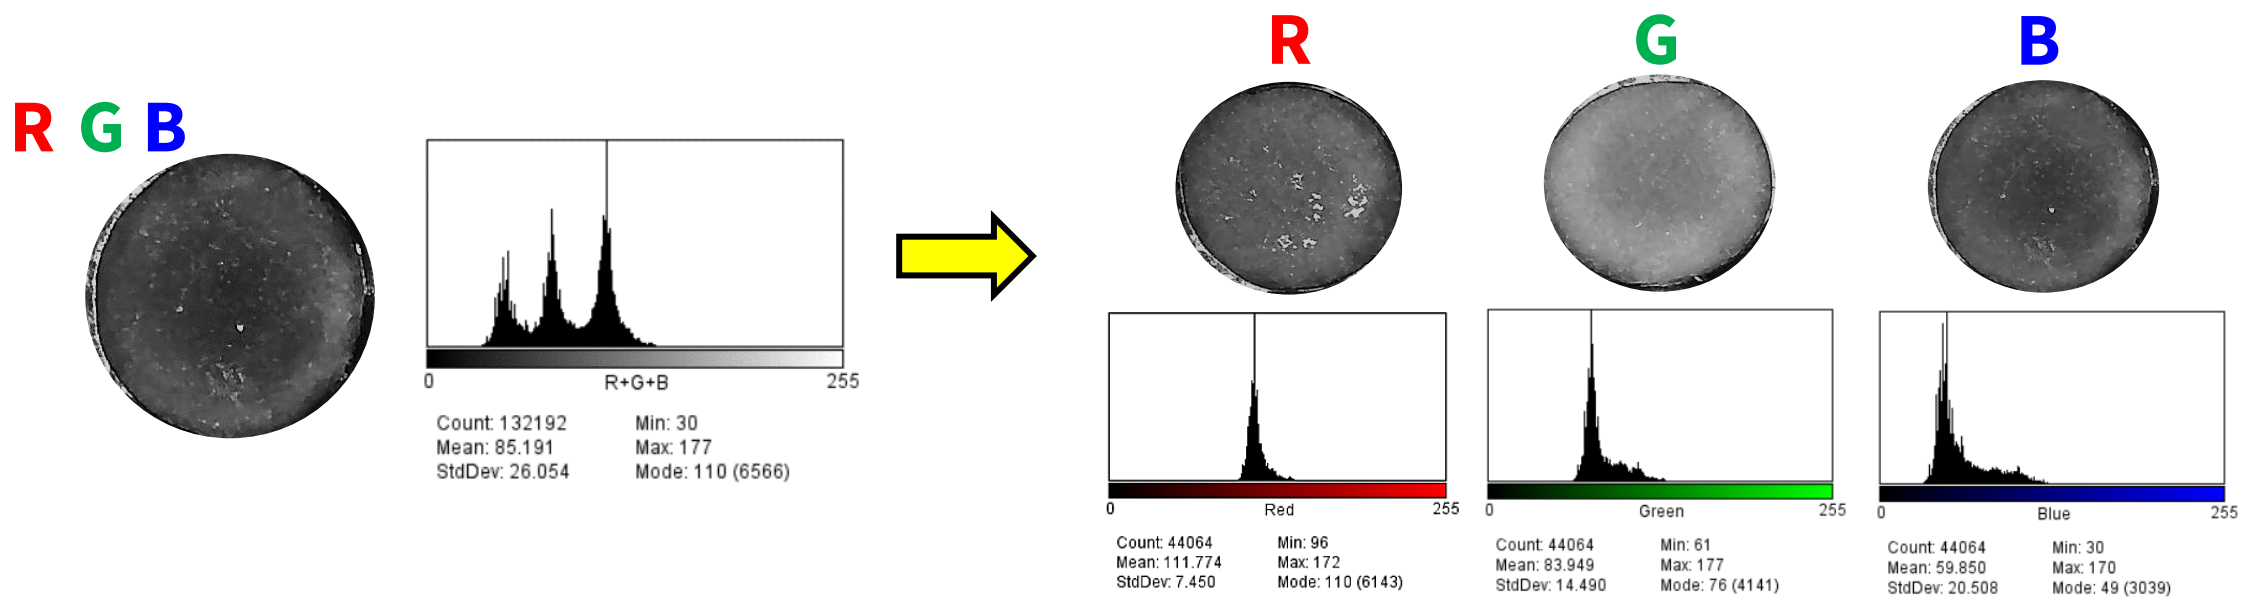 R G B
0 255
R+G+B
Count: 132192 Min: 30
Mean: 85.191 Max: 177
StdDev: 26.054 Mode: 110 (6566)
R
0 255
Red
Count: 44064 Min: 96
Mean: 111.774 Max: 172
StdDev: 7.450 Mode: 110 (6143)
G
0 255
Green
Count: 44064 Min: 61
Mean: 83.949 Max: 177
StdDev: 14.490 Mode: 76 (4141)
B
0 255
Blue
Count: 44064 Min: 30
Mean: 59.850 Max: 170
StdDev: 20.508 Mode: 49 (3039)